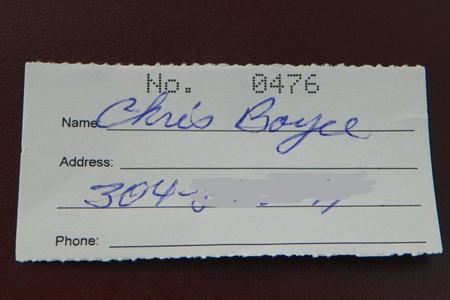 No. 0476
Name Chris Boyce
Address:
304-
Phone: